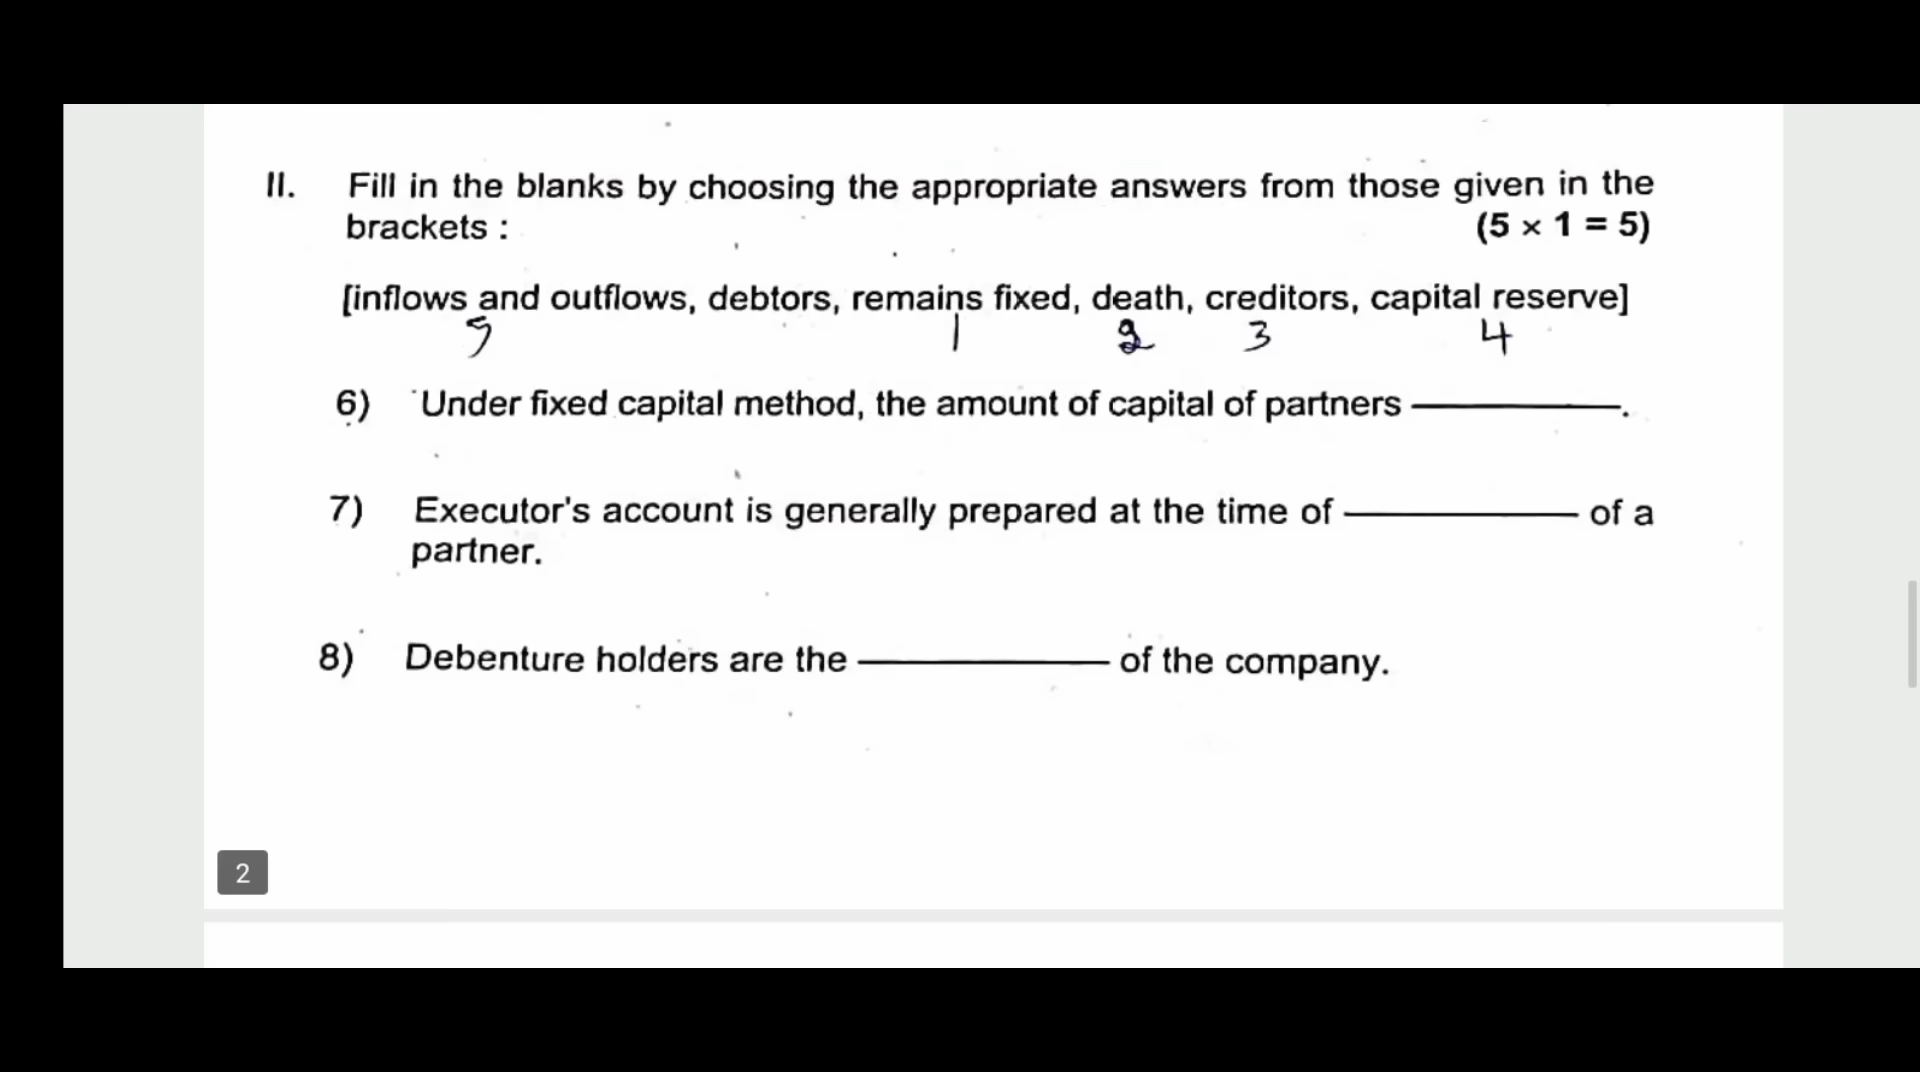 II. Fill in the blanks by choosing the appropriate answers from those given in the
brackets : (5 × 1 = 5)
[inflows and outflows, debtors, remains fixed, death, creditors, capital reserve]
5 1 2 3 4
6) Under fixed capital method, the amount of capital of partners ————.
7) Executor's account is generally prepared at the time of ———— of a
partner.
8) Debenture holders are the ———— of the company.
2